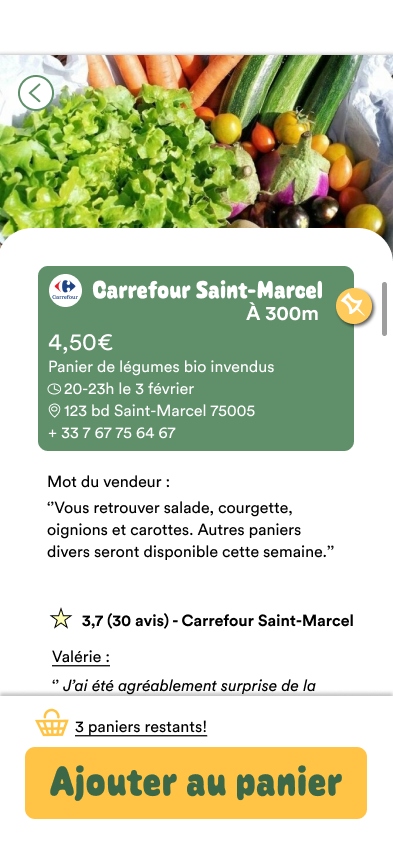 Carrefour
Carrefour Saint-Marcel
À 300m
4,50€
Panier de légumes bio invendus
20-23h le 3 février
123 bd Saint-Marcel 75005
+ 33 7 67 75 64 67
Mot du vendeur :
‘’Vous retrouver salade, courgette,
oignions et carottes. Autres paniers
divers seront disponible cette semaine.’’
3,7 (30 avis) - Carrefour Saint-Marcel
Valérie :
‘’ J’ai été agréablement surprise de la
3 paniers restants!
Ajouter au panier